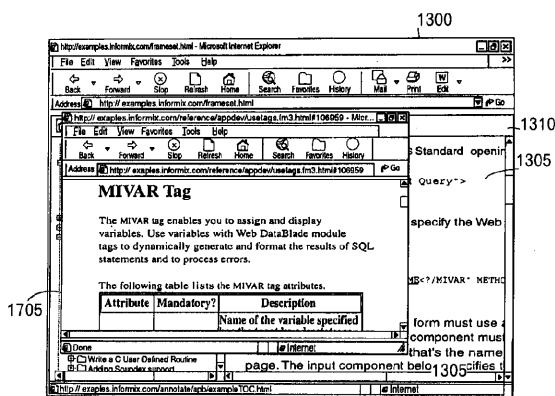 1300
http://examples.informix.com/frameset.html - Microsoft Internet Explorer
File Edit View Favorites Tools Help
Back Forward Stop Refresh Home Search Favorites History Mail Print Edit
Address http://examples.informix.com/frameset.html Go
http://examples.informix.com/reference/appdev/usetags.fm3.html#106959 - Micr...
File Edit View Favorites Tools Help
Back Forward Stop Refresh Home Search Favorites History
Address http://examples.informix.com/reference/appdev/usetags.fm3.html#106959 Go
1310
1305
Standard openin
Query">
specify the Web
ME<?/MIVAR" METHO
form must use a
component must
that's the name
MIVAR Tag
The MIVAR tag enables you to assign and display
variables. Use variables with Web DataBlade module
tags to dynamically generate and format the results of SQL
statements and to process errors.
The following table lists the MIVAR tag attributes.
Attribute Mandatory? Description
Name of the variable specified
1705
Done Internet
Write a C User Defined Routine
Adding Soundex support
page. The input component belo 1305 cifies t
http://exaples.informix.com/annotate/apb/exampleTOC.html Internet